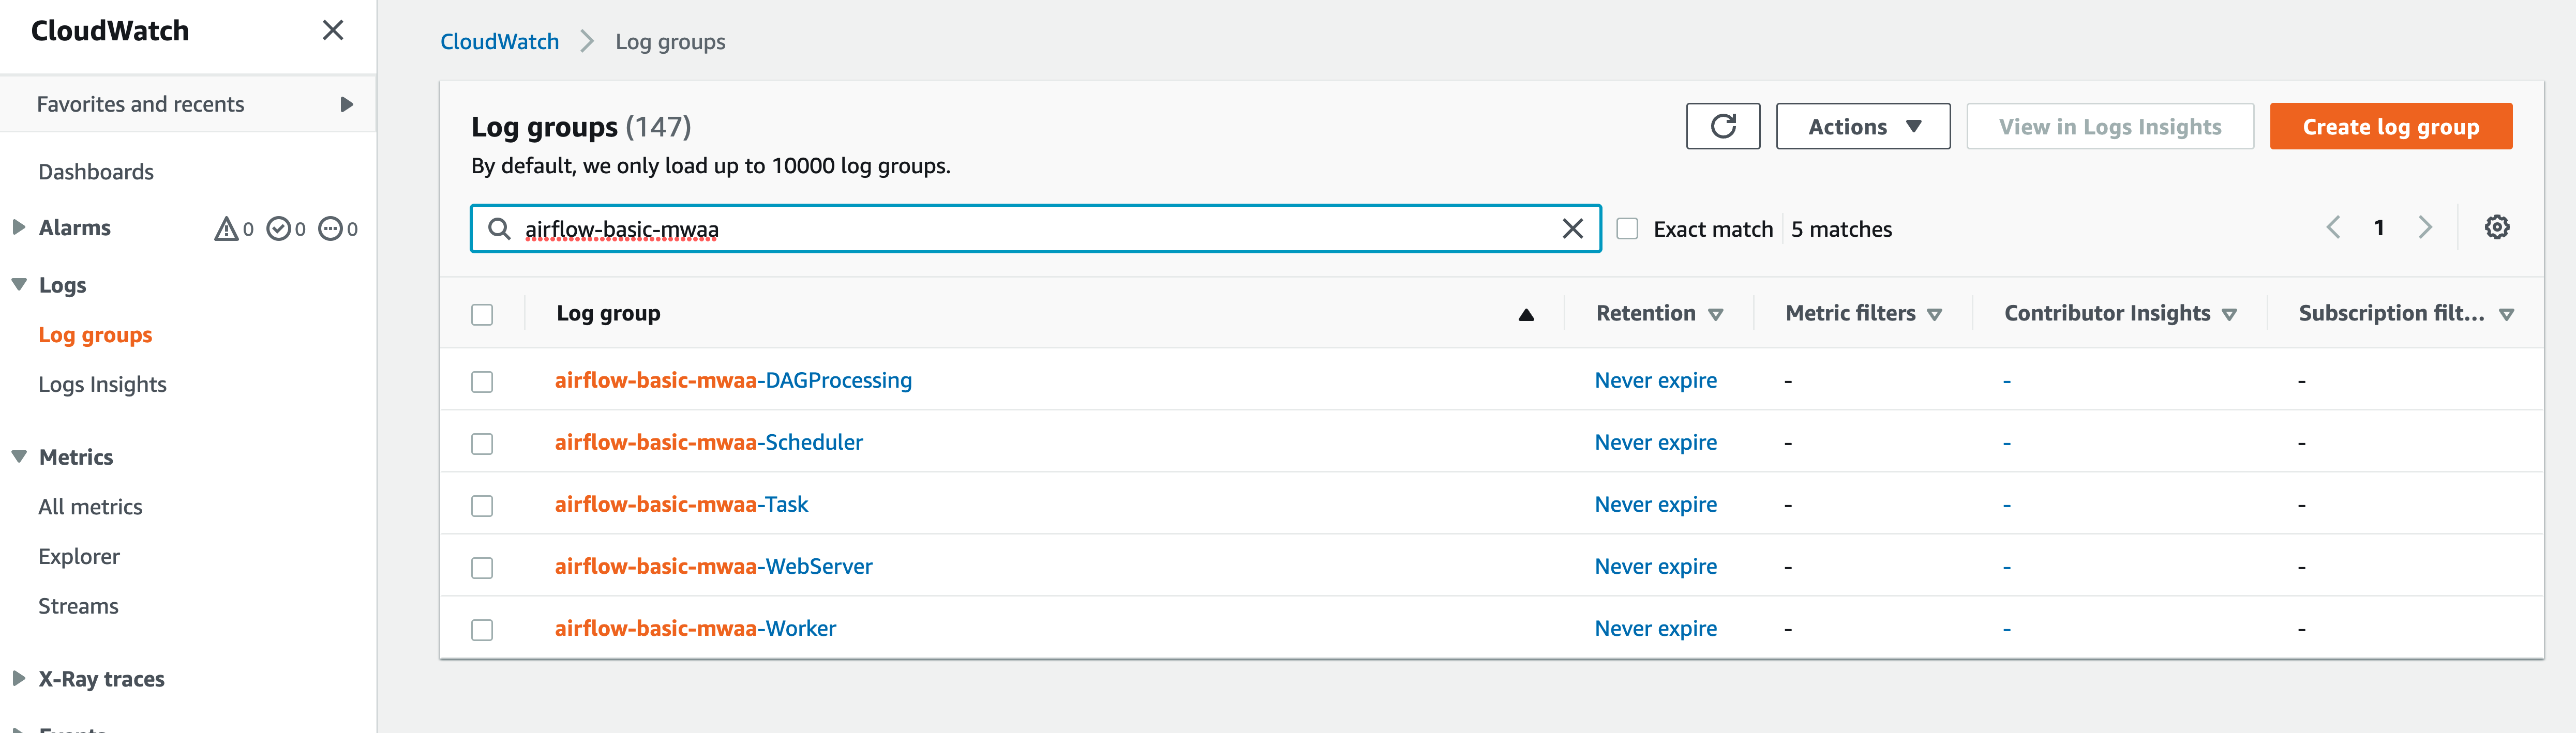 CloudWatch
Favorites and recents
Dashboards
Alarms 0 0 0
Logs
Log groups
Logs Insights
Metrics
All metrics
Explorer
Streams
X-Ray traces
Events
CloudWatch Log groups
Log groups (147)
By default, we only load up to 10000 log groups.
Actions View in Logs Insights Create log group
airflow-basic-mwaa Exact match 5 matches 1
Log group Retention Metric filters Contributor Insights Subscription filt...
airflow-basic-mwaa-DAGProcessing Never expire - - -
airflow-basic-mwaa-Scheduler Never expire - - -
airflow-basic-mwaa-Task Never expire - - -
airflow-basic-mwaa-WebServer Never expire - - -
airflow-basic-mwaa-Worker Never expire - - -